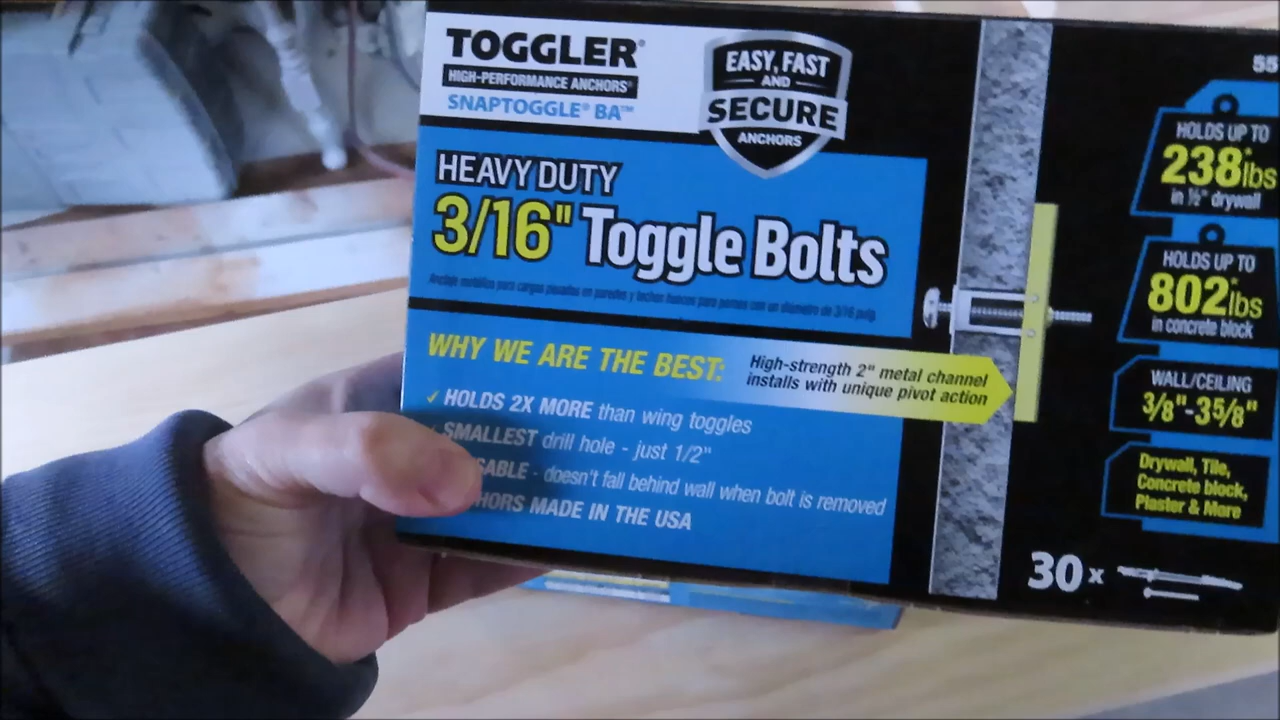 TOGGLER®
HIGH-PERFORMANCE ANCHORS®
SNAPTOGGLE® BA™
EASY, FAST
AND
SECURE
ANCHORS
HEAVY DUTY
3/16" Toggle Bolts
Anclaje metálico para cargas pesadas en paredes y techos huecos para pernos con un diámetro de 3/16 pulg.
WHY WE ARE THE BEST:
High-strength 2" metal channel
installs with unique pivot action
✓ HOLDS 2X MORE than wing toggles
SMALLEST drill hole - just 1/2"
SABLE - doesn't fall behind wall when bolt is removed
HORS MADE IN THE USA
55
HOLDS UP TO
238*lbs
in ½" drywall
HOLDS UP TO
802*lbs
in concrete block
WALL/CEILING
3/8"-3 5/8"
Drywall, Tile,
Concrete block,
Plaster & More
30 x